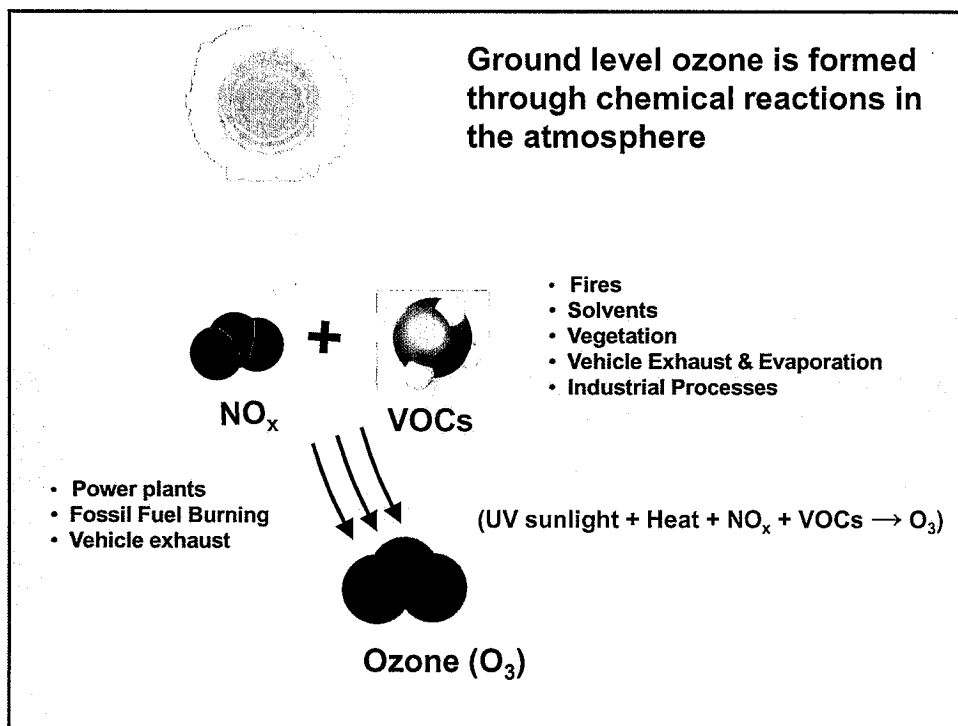 Ground level ozone is formed
through chemical reactions in
the atmosphere
• Fires
• Solvents
• Vegetation
• Vehicle Exhaust & Evaporation
• Industrial Processes
+
NOₓ
VOCs
• Power plants
• Fossil Fuel Burning
• Vehicle exhaust
(UV sunlight + Heat + NOₓ + VOCs → O₃)
Ozone (O₃)